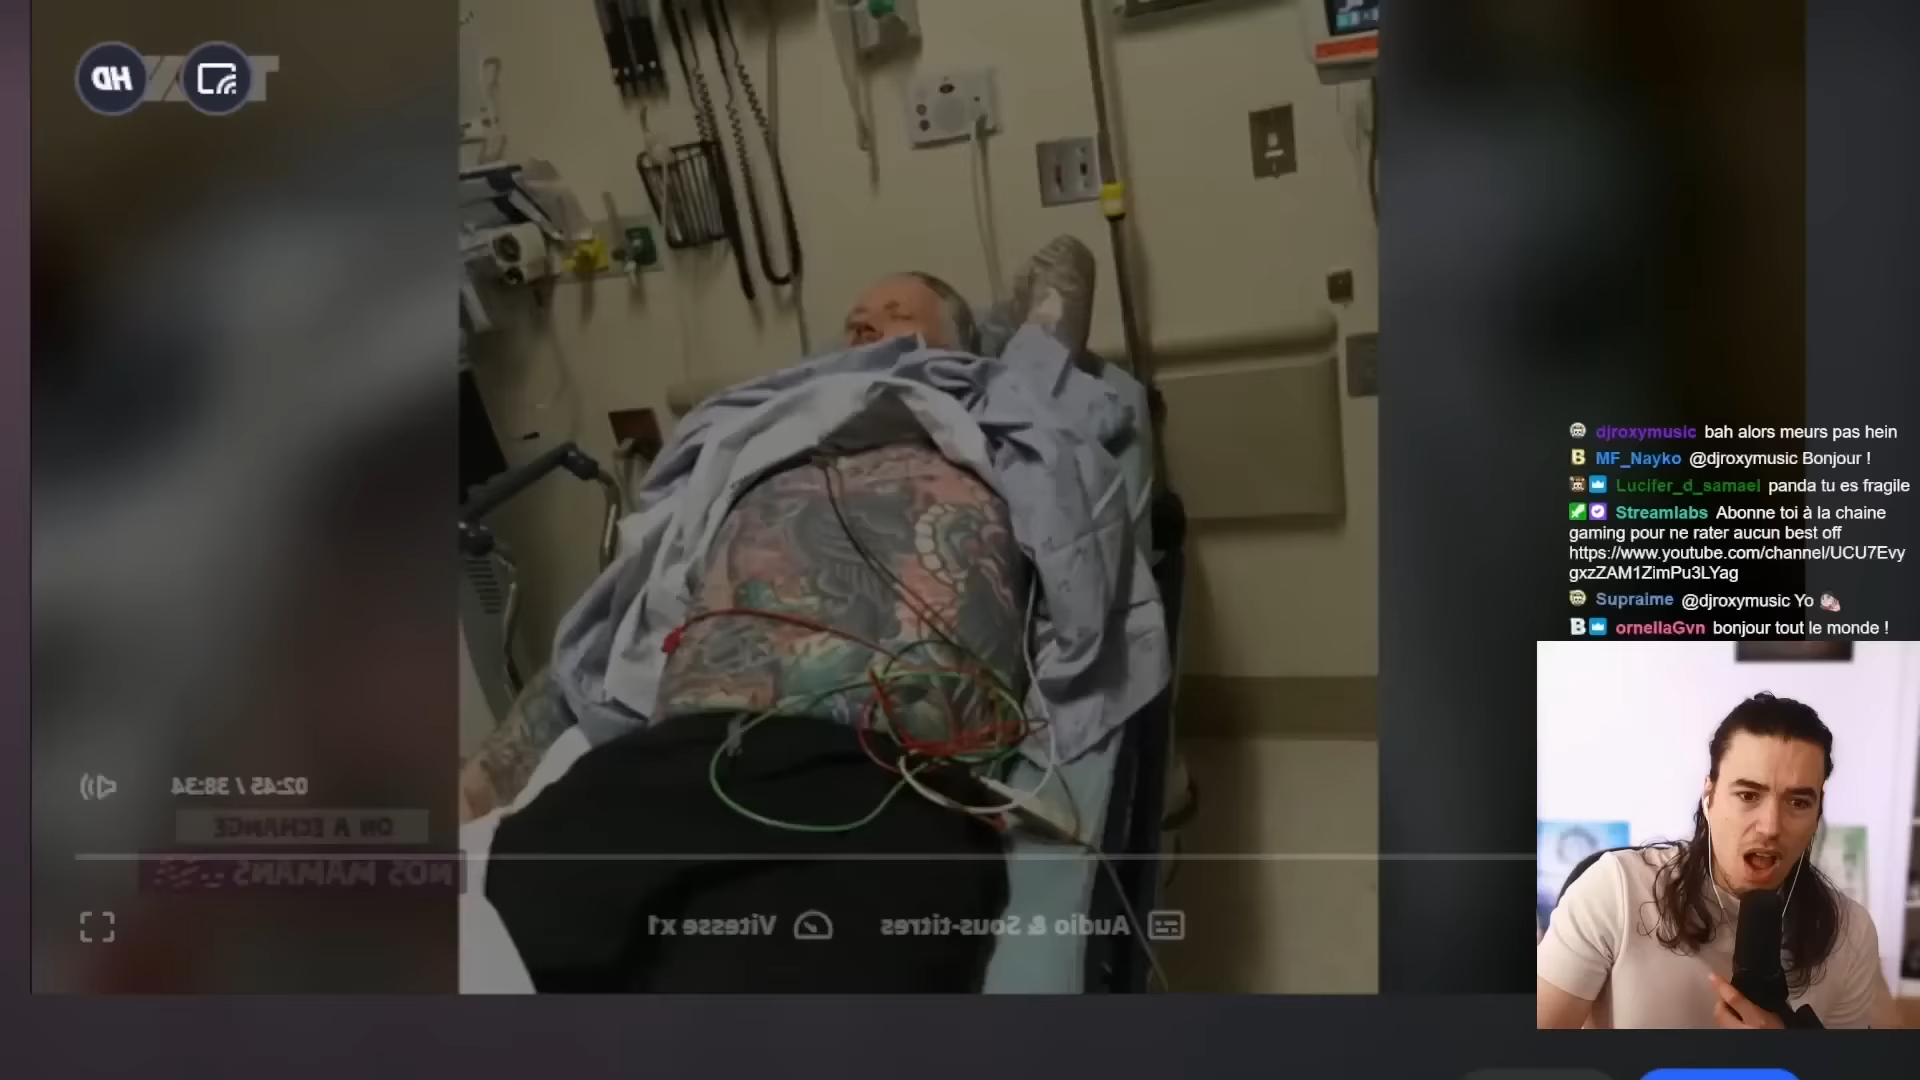 HD
djroxymusic bah alors meurs pas hein
MF_Nayko @djroxymusic Bonjour !
Lucifer_d_samael panda tu es fragile
Streamlabs Abonne toi à la chaine
gaming pour ne rater aucun best off
https://www.youtube.com/channel/UCU7Evy
gxzZAM1ZimPu3LYag
Supraime @djroxymusic Yo
ornellaGvn bonjour tout le monde !
02:45 / 38:34
ON A ECHANGE
NOS MAMANS
Vitesse x1
Audio & Sous-titres